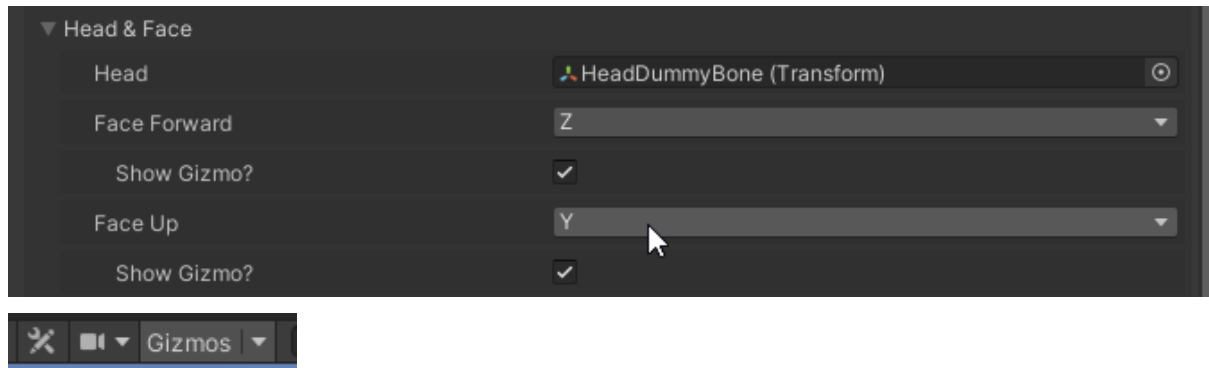 Head & Face
Head HeadDummyBone (Transform)
Face Forward Z
Show Gizmo?
Face Up Y
Show Gizmo?
Gizmos